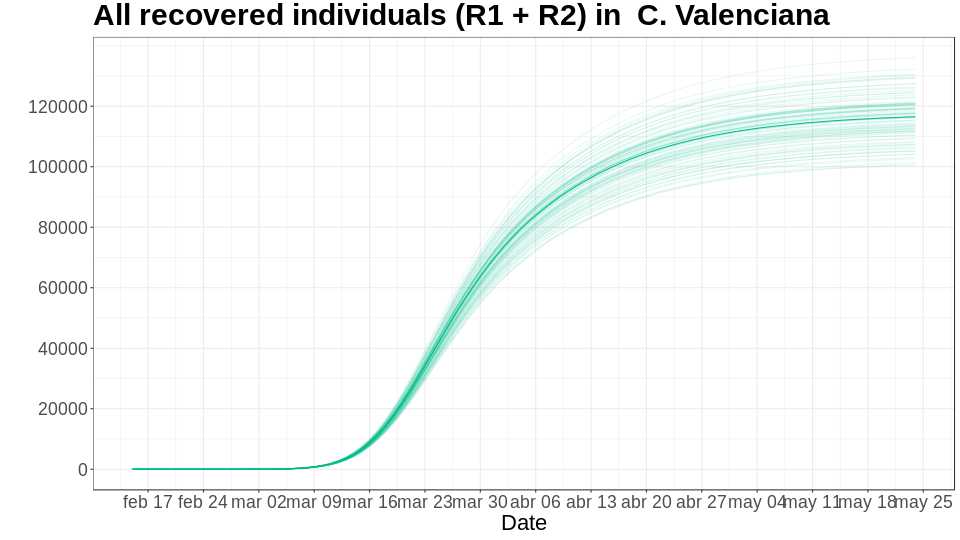 All recovered individuals (R1 + R2) in  C. Valenciana
120000
100000
80000
60000
40000
20000
0
feb 17 feb 24 mar 02 mar 09 mar 16 mar 23 mar 30 abr 06 abr 13 abr 20 abr 27 may 04 may 11 may 18 may 25
Date